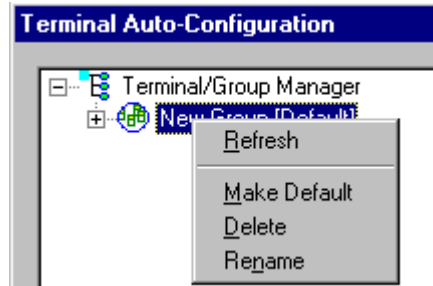 Terminal Auto-Configuration
Terminal/Group Manager
New Group [Default]
Refresh
Make Default
Delete
Rename